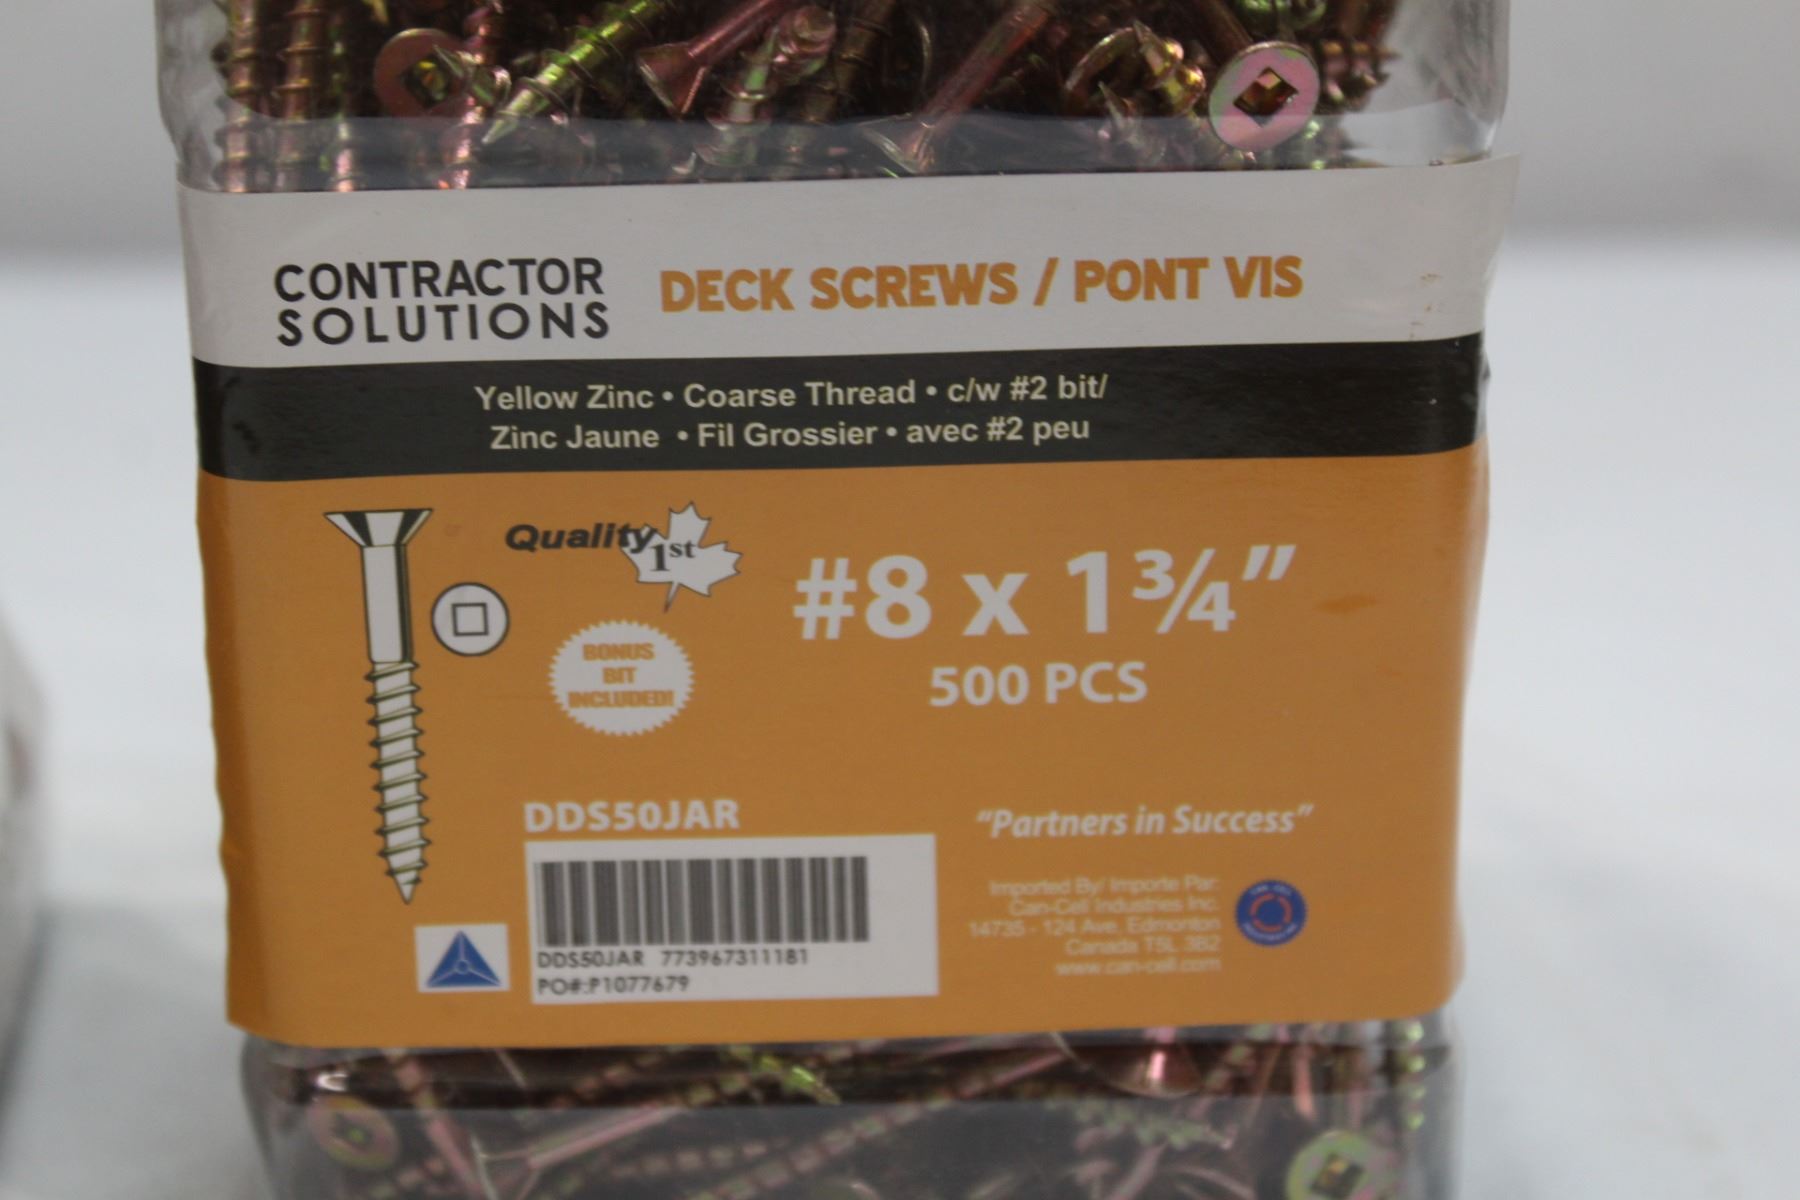 CONTRACTOR
SOLUTIONS
DECK SCREWS / PONT VIS
Yellow Zinc • Coarse Thread • c/w #2 bit/
Zinc Jaune • Fil Grossier • avec #2 peu
Quality 1st
#8 x 1¾"
500 PCS
BONUS
BIT
INCLUDED!
DDS50JAR
"Partners in Success"
DDS50JAR 773967311181
PO#:P1077679
Imported By/ Importe Par:
Can-Cell Industries Inc.
14735 - 124 Ave, Edmonton
Canada T5L 3B2
www.can-cell.com